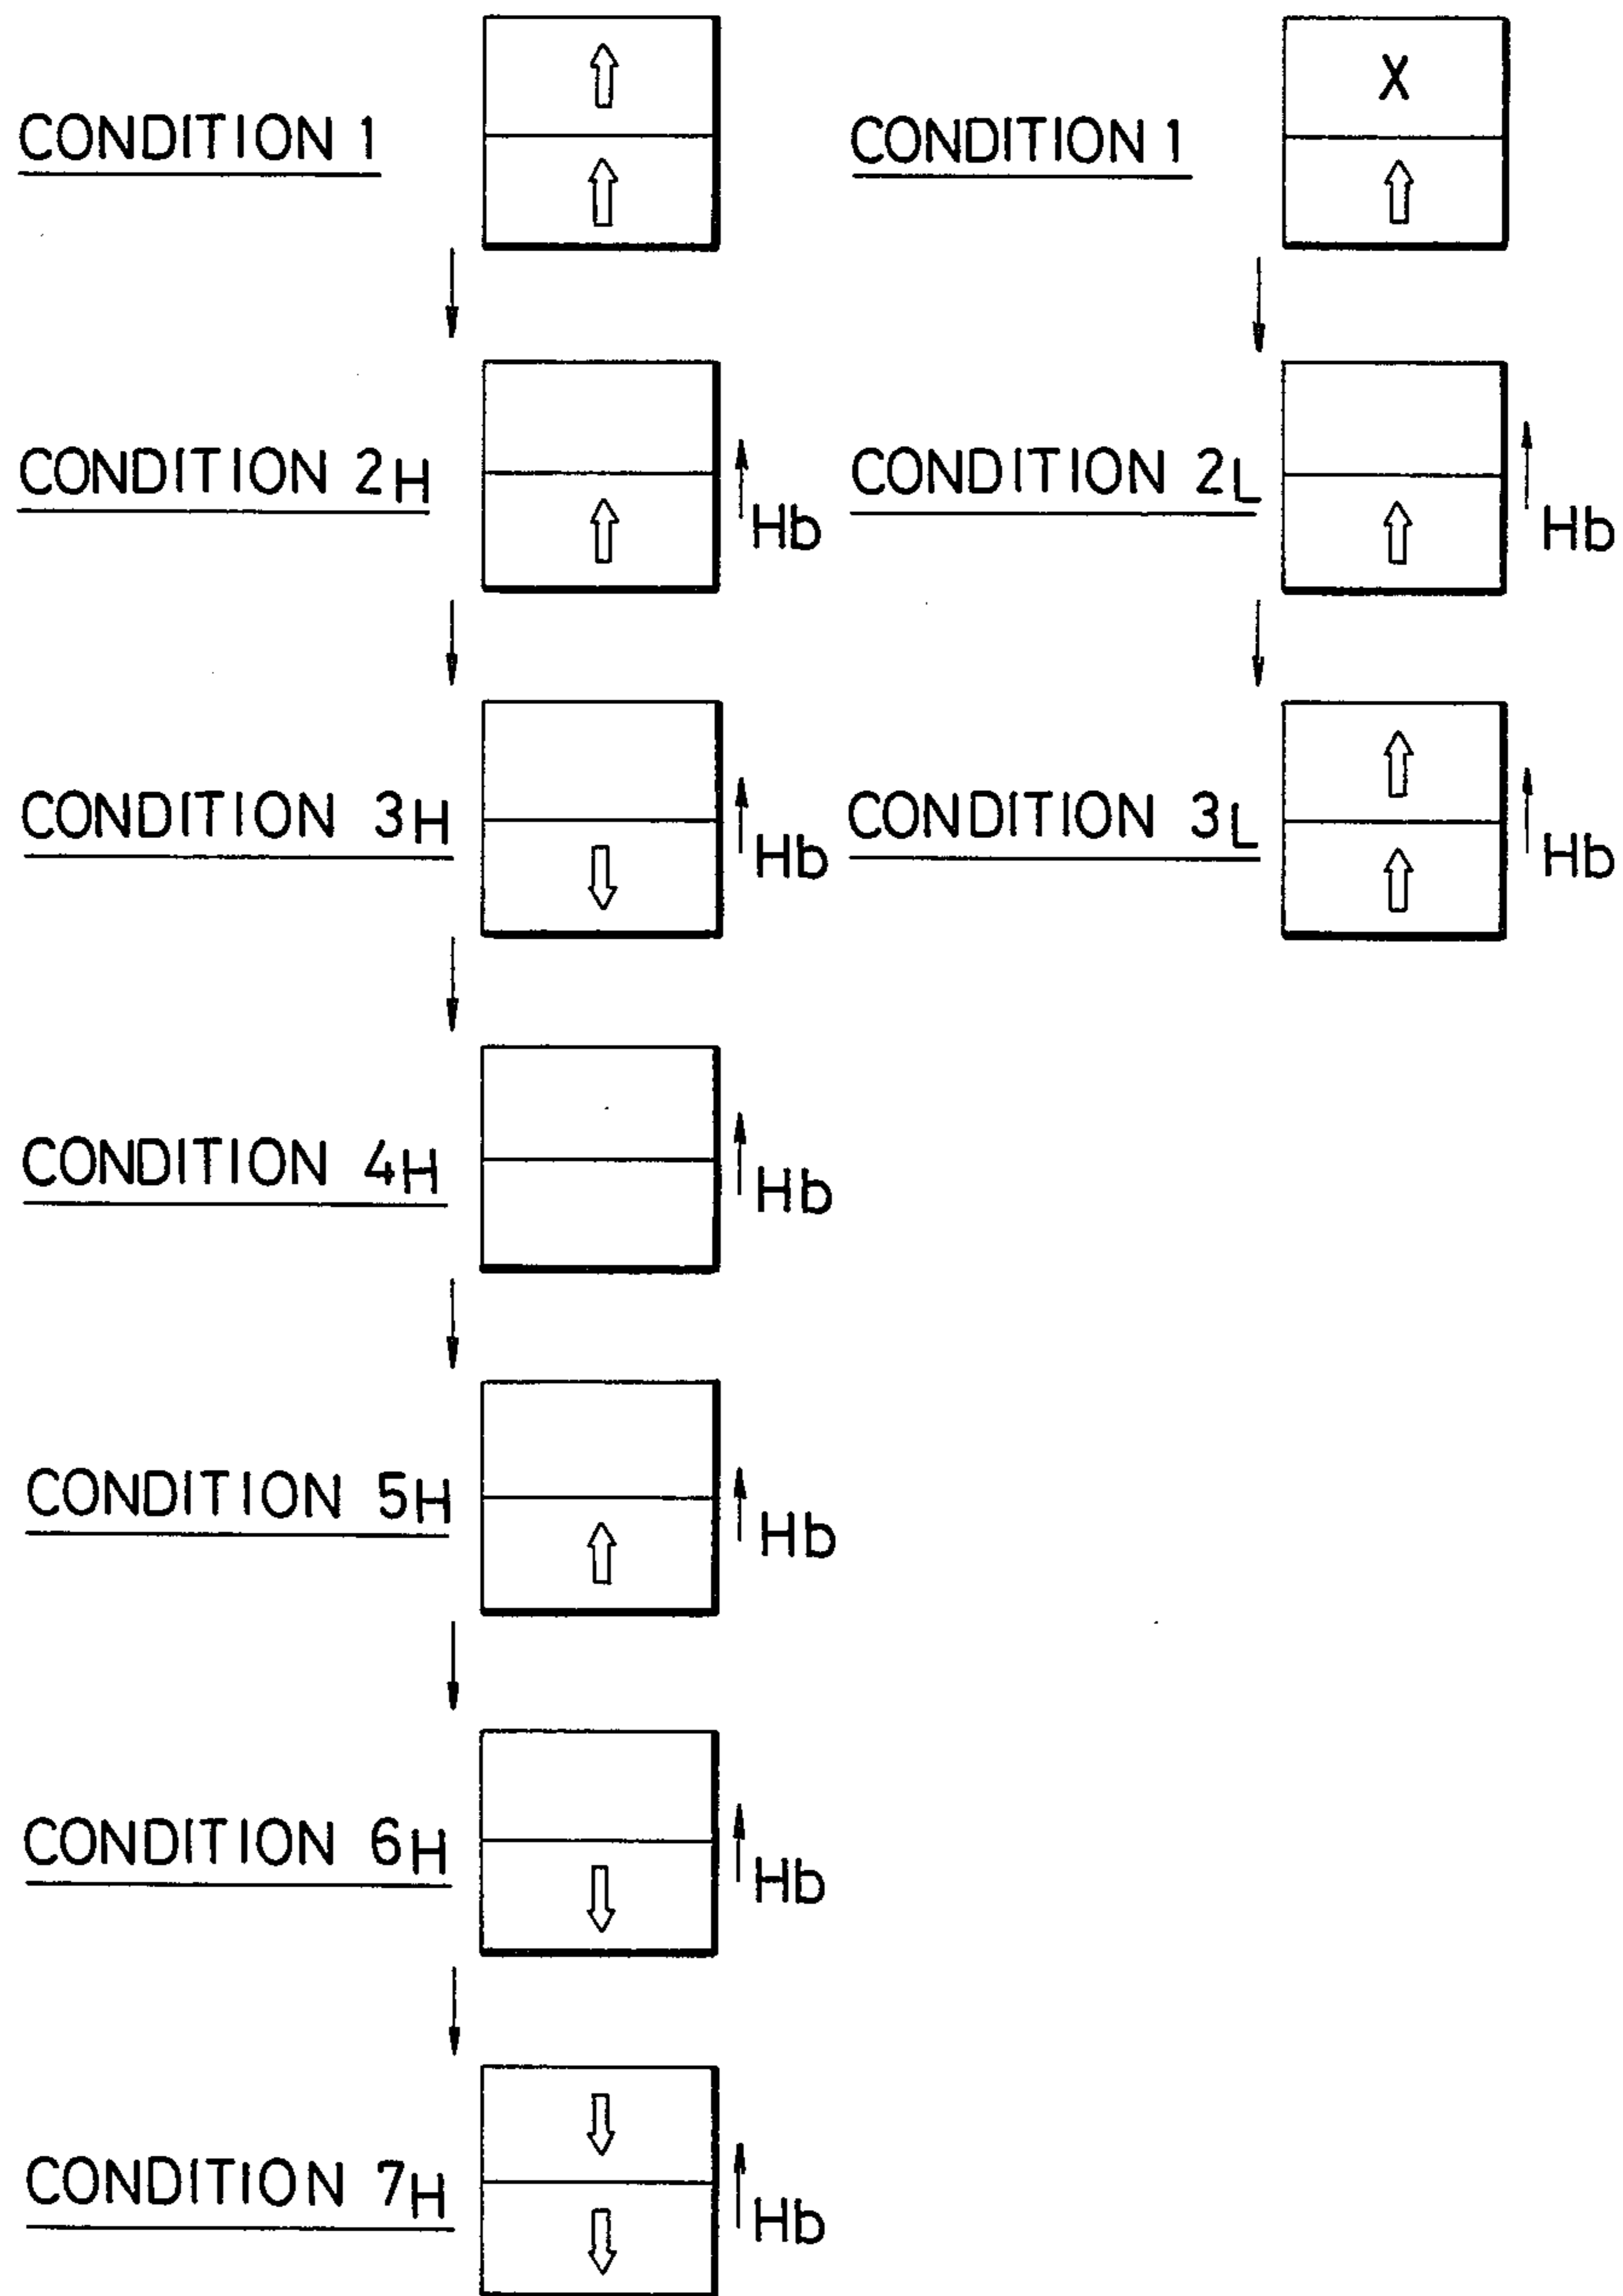 CONDITION 1
X
CONDITION 1
CONDITION 2H
Hb
CONDITION 2L
Hb
CONDITION 3H
Hb
CONDITION 3L
Hb
CONDITION 4H
Hb
CONDITION 5H
Hb
CONDITION 6H
Hb
CONDITION 7H
Hb